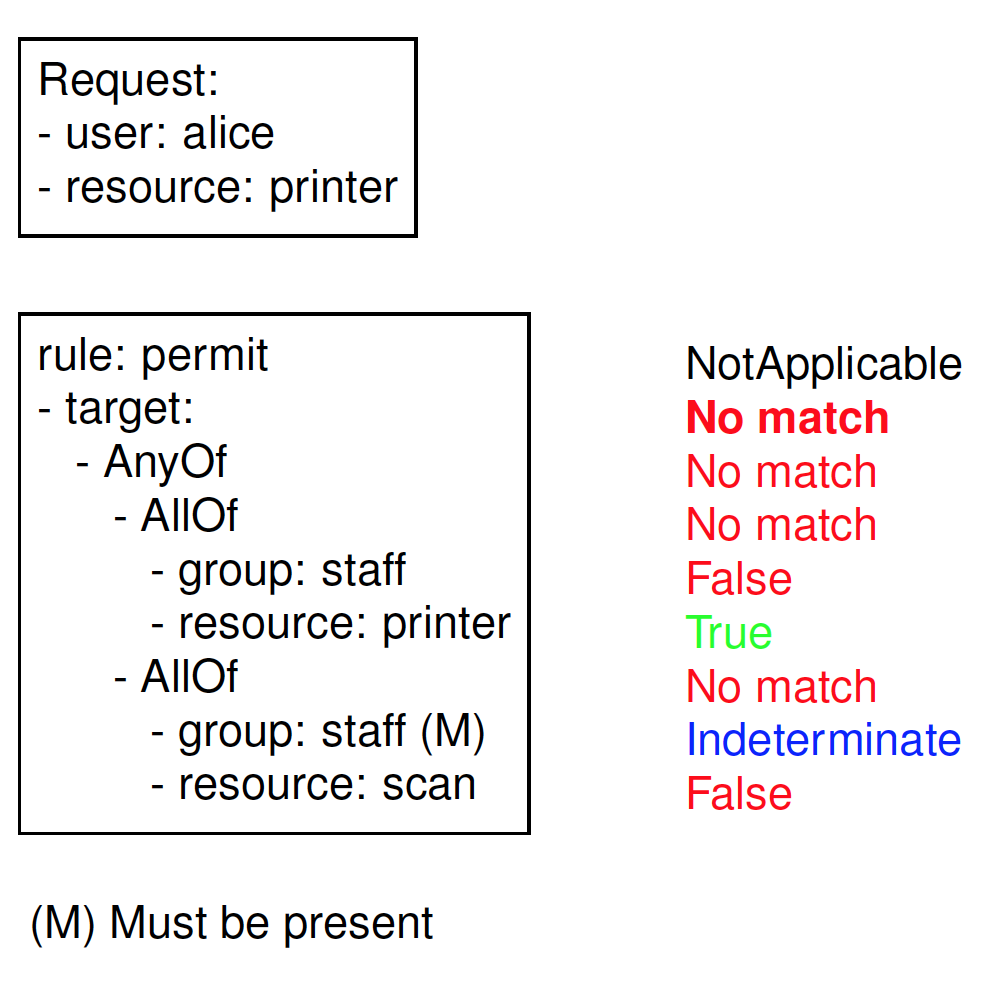 Request:
- user: alice
- resource: printer
rule: permit
- target:
- AnyOf
- AllOf
- group: staff
- resource: printer
- AllOf
- group: staff (M)
- resource: scan
NotApplicable
No match
No match
No match
False
True
No match
Indeterminate
False
(M) Must be present